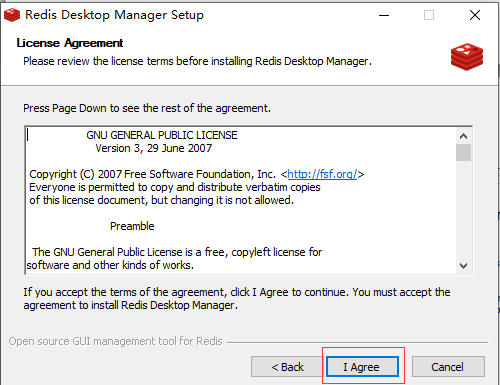 Redis Desktop Manager Setup
License Agreement
Please review the license terms before installing Redis Desktop Manager.
Press Page Down to see the rest of the agreement.
GNU GENERAL PUBLIC LICENSE
Version 3, 29 June 2007
Copyright (C) 2007 Free Software Foundation, Inc. <http://fsf.org/>
Everyone is permitted to copy and distribute verbatim copies
of this license document, but changing it is not allowed.
Preamble
The GNU General Public License is a free, copyleft license for
software and other kinds of works.
If you accept the terms of the agreement, click I Agree to continue. You must accept the
agreement to install Redis Desktop Manager.
Open source GUI management tool for Redis
< Back
I Agree
Cancel